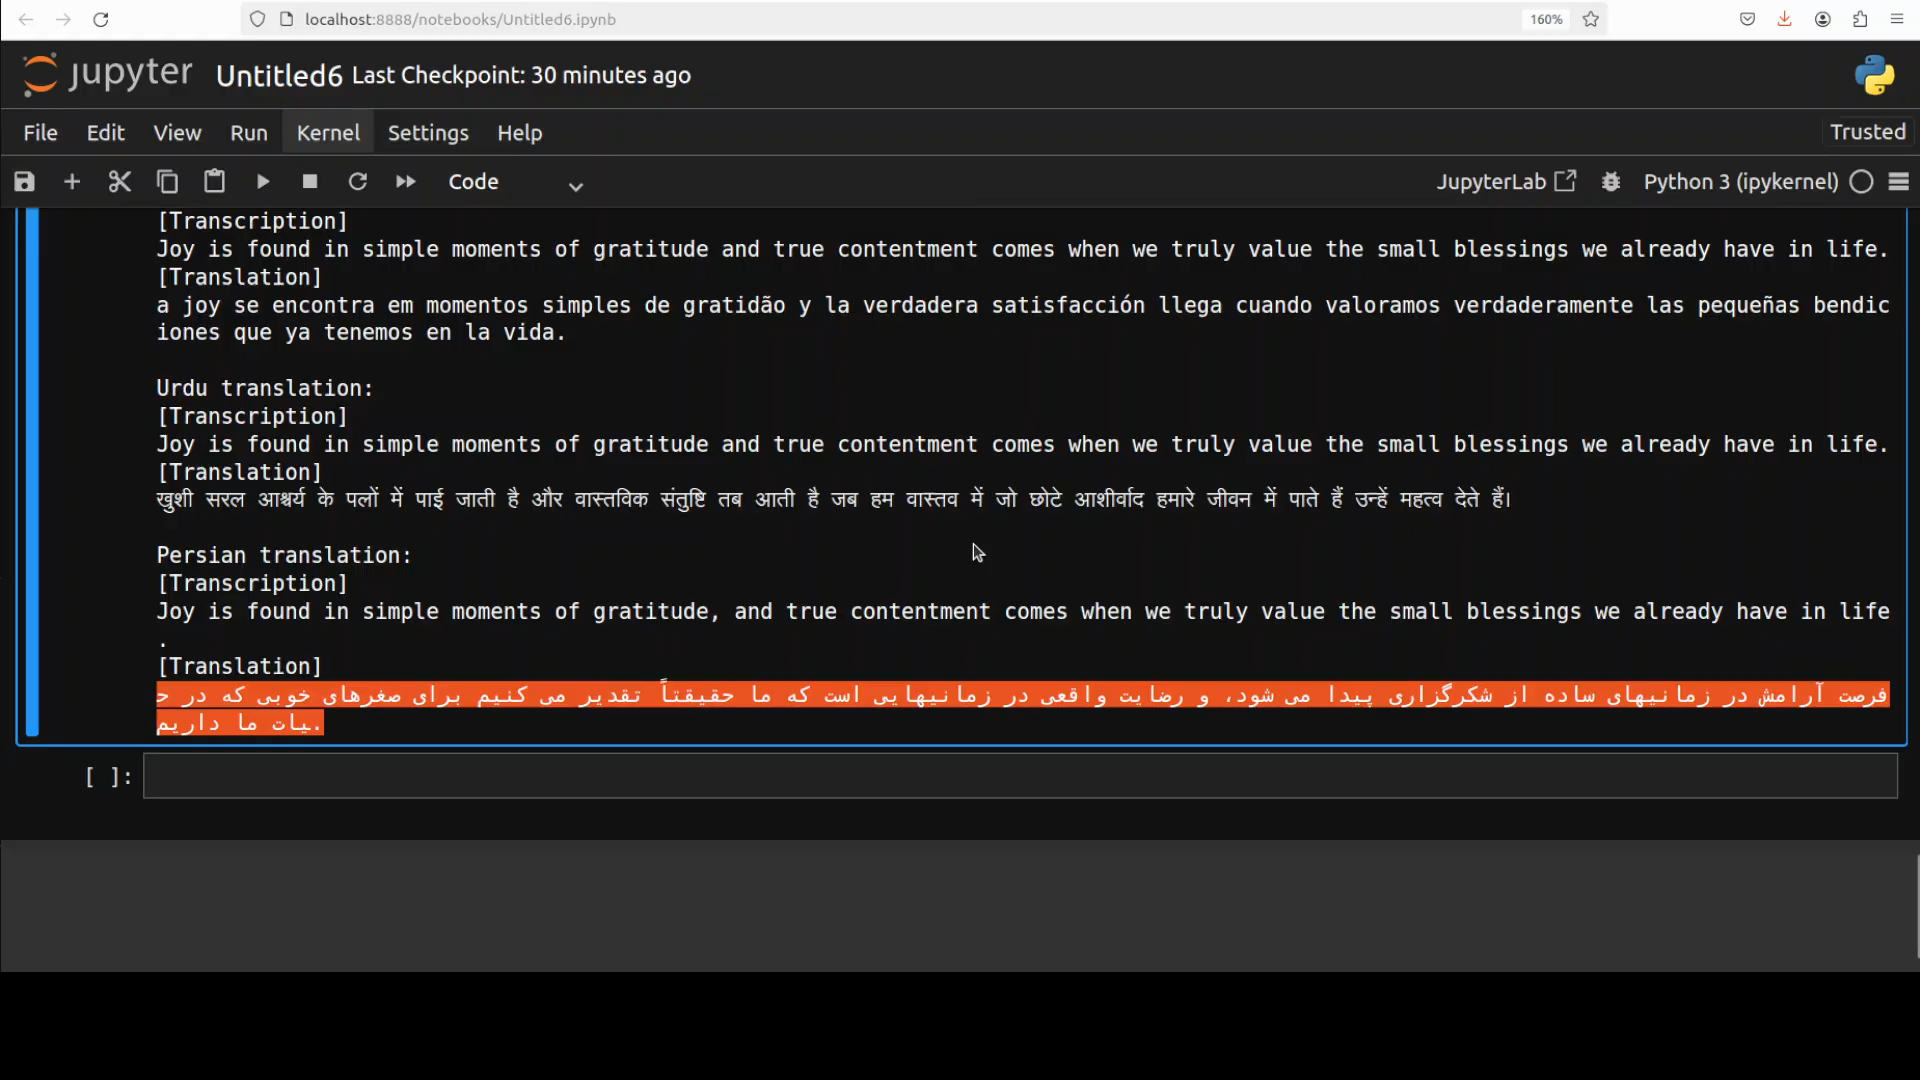 localhost:8888/notebooks/Untitled6.ipynb
160%
jupyter Untitled6 Last Checkpoint: 30 minutes ago
File Edit View Run Kernel Settings Help
Trusted
Code
JupyterLab
Python 3 (ipykernel)
[Transcription]
Joy is found in simple moments of gratitude and true contentment comes when we truly value the small blessings we already have in life.
[Translation]
a joy se encontra em momentos simples de gratidão y la verdadera satisfacción llega cuando valoramos verdaderamente las pequeñas bendic
iones que ya tenemos en la vida.
Urdu translation:
[Transcription]
Joy is found in simple moments of gratitude and true contentment comes when we truly value the small blessings we already have in life.
[Translation]
खुशी सरल आश्चर्य के पलों में पाई जाती है और वास्तविक संतुष्टि तब आती है जब हम वास्तव में जो छोटे आशीर्वाद हमारे जीवन में पाते हैं उन्हें महत्व देते हैं।
Persian translation:
[Transcription]
Joy is found in simple moments of gratitude, and true contentment comes when we truly value the small blessings we already have in life
.
[Translation]
فرصت آرامش در زمانیهای ساده از شکرگزاری پیدا می شود، و رضایت واقعی در زمانیهایی است که ما حقیقتاً تقدیر می کنیم برای صغرهای خوبی که در ح
یات ما داریم.
[ ]: